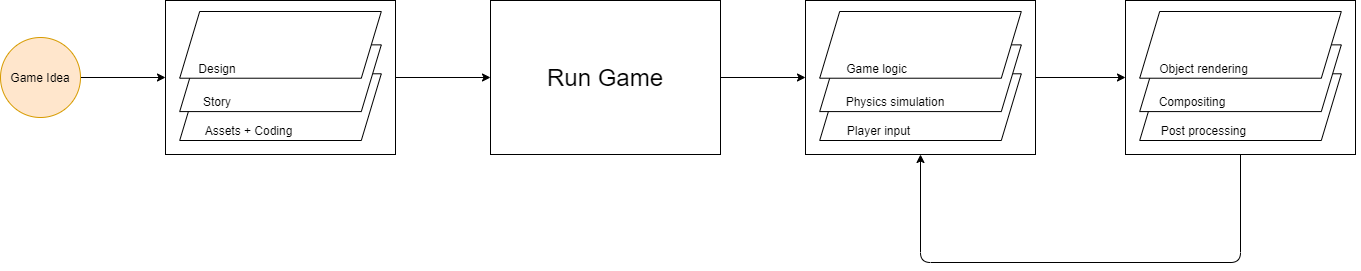 Game Idea
Design
Story
Assets + Coding
Run Game
Game logic
Physics simulation
Player input
Object rendering
Compositing
Post processing